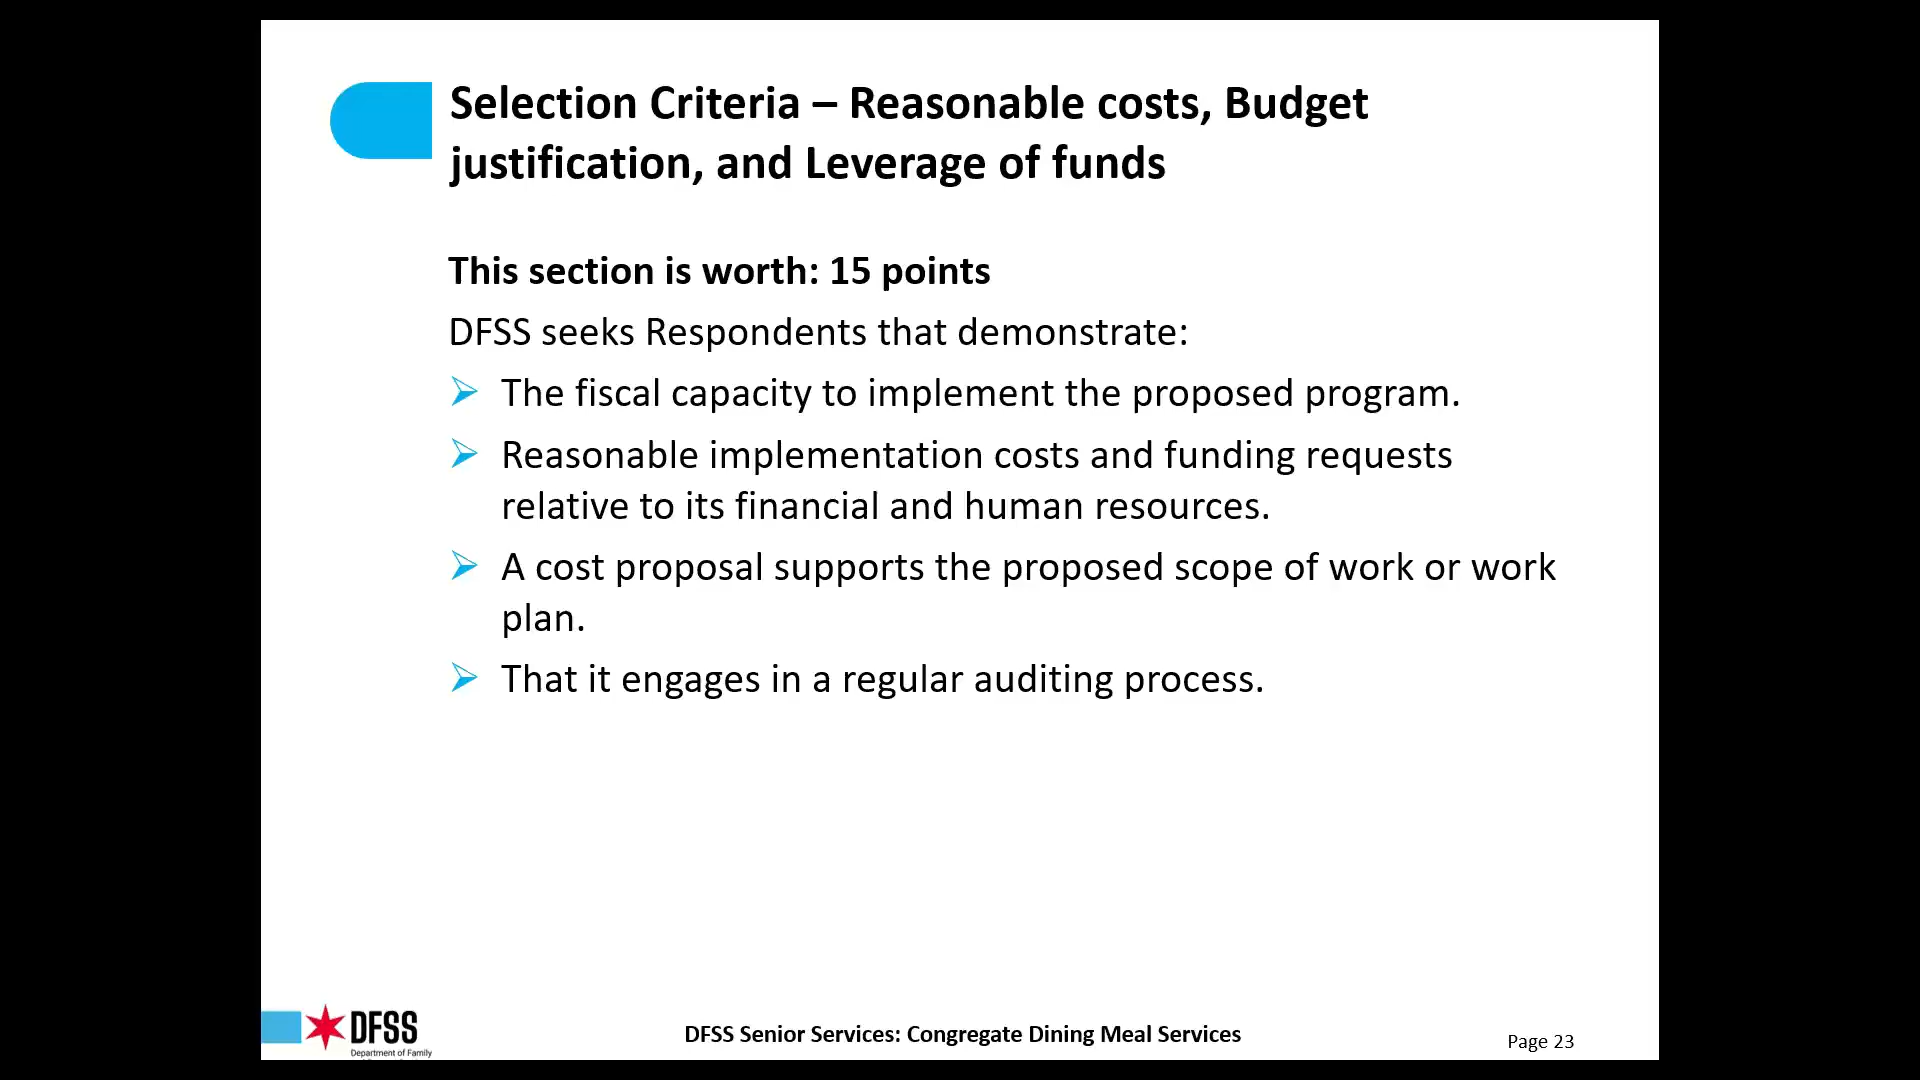 Selection Criteria – Reasonable costs, Budget
justification, and Leverage of funds
This section is worth: 15 points
DFSS seeks Respondents that demonstrate:
➢ The fiscal capacity to implement the proposed program.
➢ Reasonable implementation costs and funding requests
relative to its financial and human resources.
➢ A cost proposal supports the proposed scope of work or work
plan.
➢ That it engages in a regular auditing process.
DFSS
Department of Family
DFSS Senior Services: Congregate Dining Meal Services
Page 23